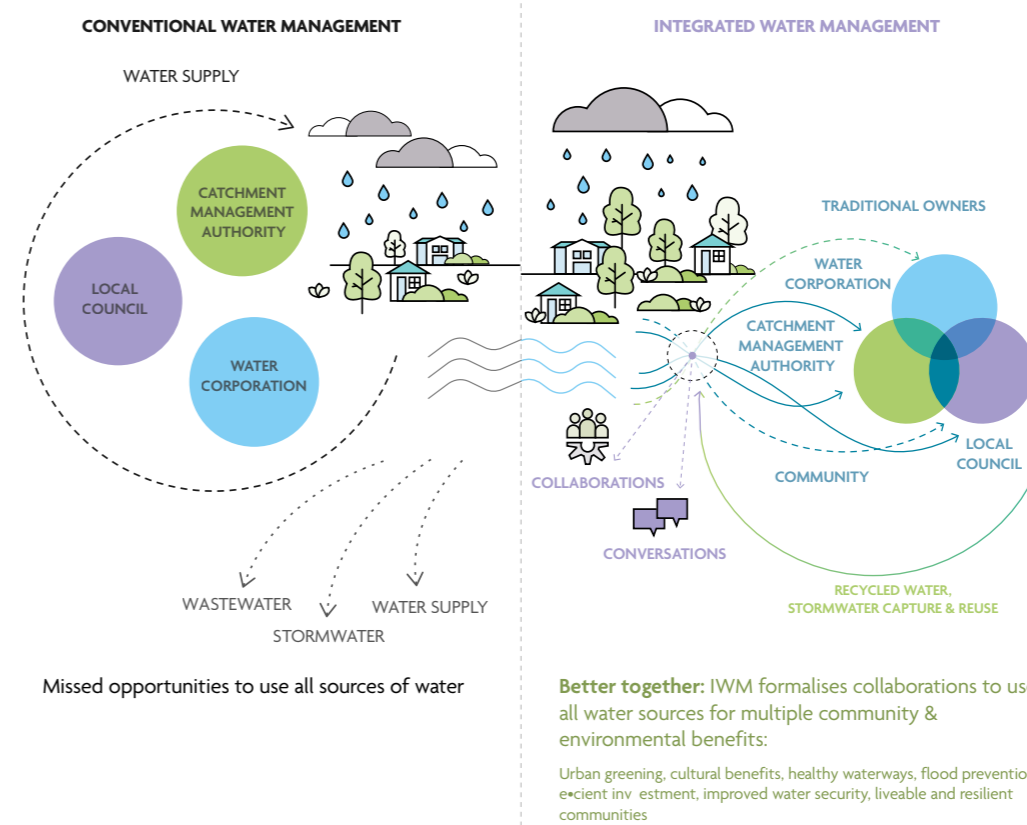 CONVENTIONAL WATER MANAGEMENT
WATER SUPPLY
CATCHMENT
MANAGEMENT
AUTHORITY
LOCAL
COUNCIL
WATER
CORPORATION
WASTEWATER
WATER SUPPLY
STORMWATER
Missed opportunities to use all sources of water
INTEGRATED WATER MANAGEMENT
TRADITIONAL OWNERS
WATER
CORPORATION
CATCHMENT
MANAGEMENT
AUTHORITY
LOCAL
COUNCIL
COMMUNITY
COLLABORATIONS
CONVERSATIONS
RECYCLED WATER,
STORMWATER CAPTURE & REUSE
Better together: IWM formalises collaborations to us
all water sources for multiple community &
environmental benefits:
Urban greening, cultural benefits, healthy waterways, flood preventio
e•cient inv estment, improved water security, liveable and resilient
communities